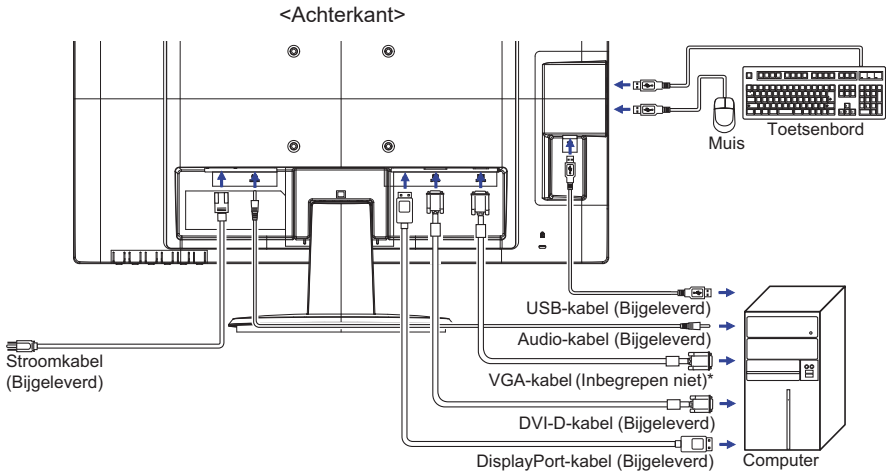 <Achterkant>
Muis
Toetsenbord
USB-kabel (Bijgeleverd)
Audio-kabel (Bijgeleverd)
Stroomkabel
(Bijgeleverd)
VGA-kabel (Inbegrepen niet)*
DVI-D-kabel (Bijgeleverd)
DisplayPort-kabel (Bijgeleverd)
Computer